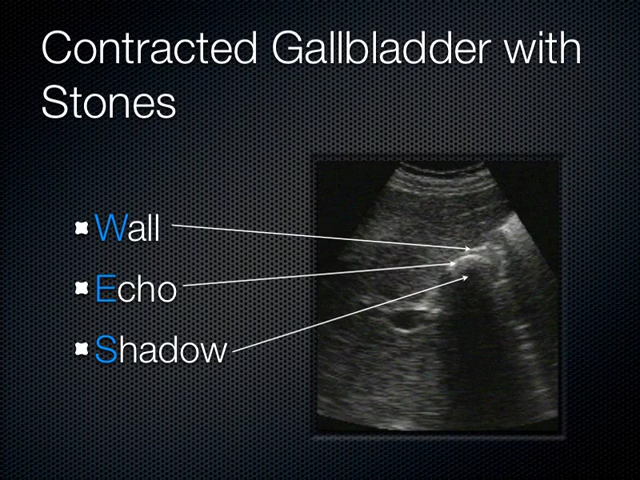 Contracted Gallbladder with
Stones
Wall
Echo
Shadow